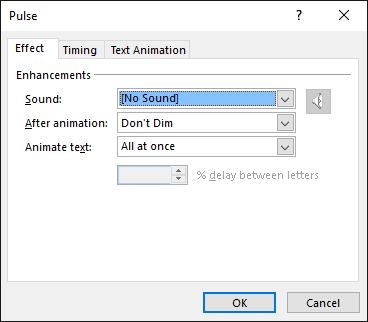 Pulse ?
Effect Timing Text Animation
Enhancements
Sound: [No Sound]
After animation: Don't Dim
Animate text: All at once
% delay between letters
OK Cancel